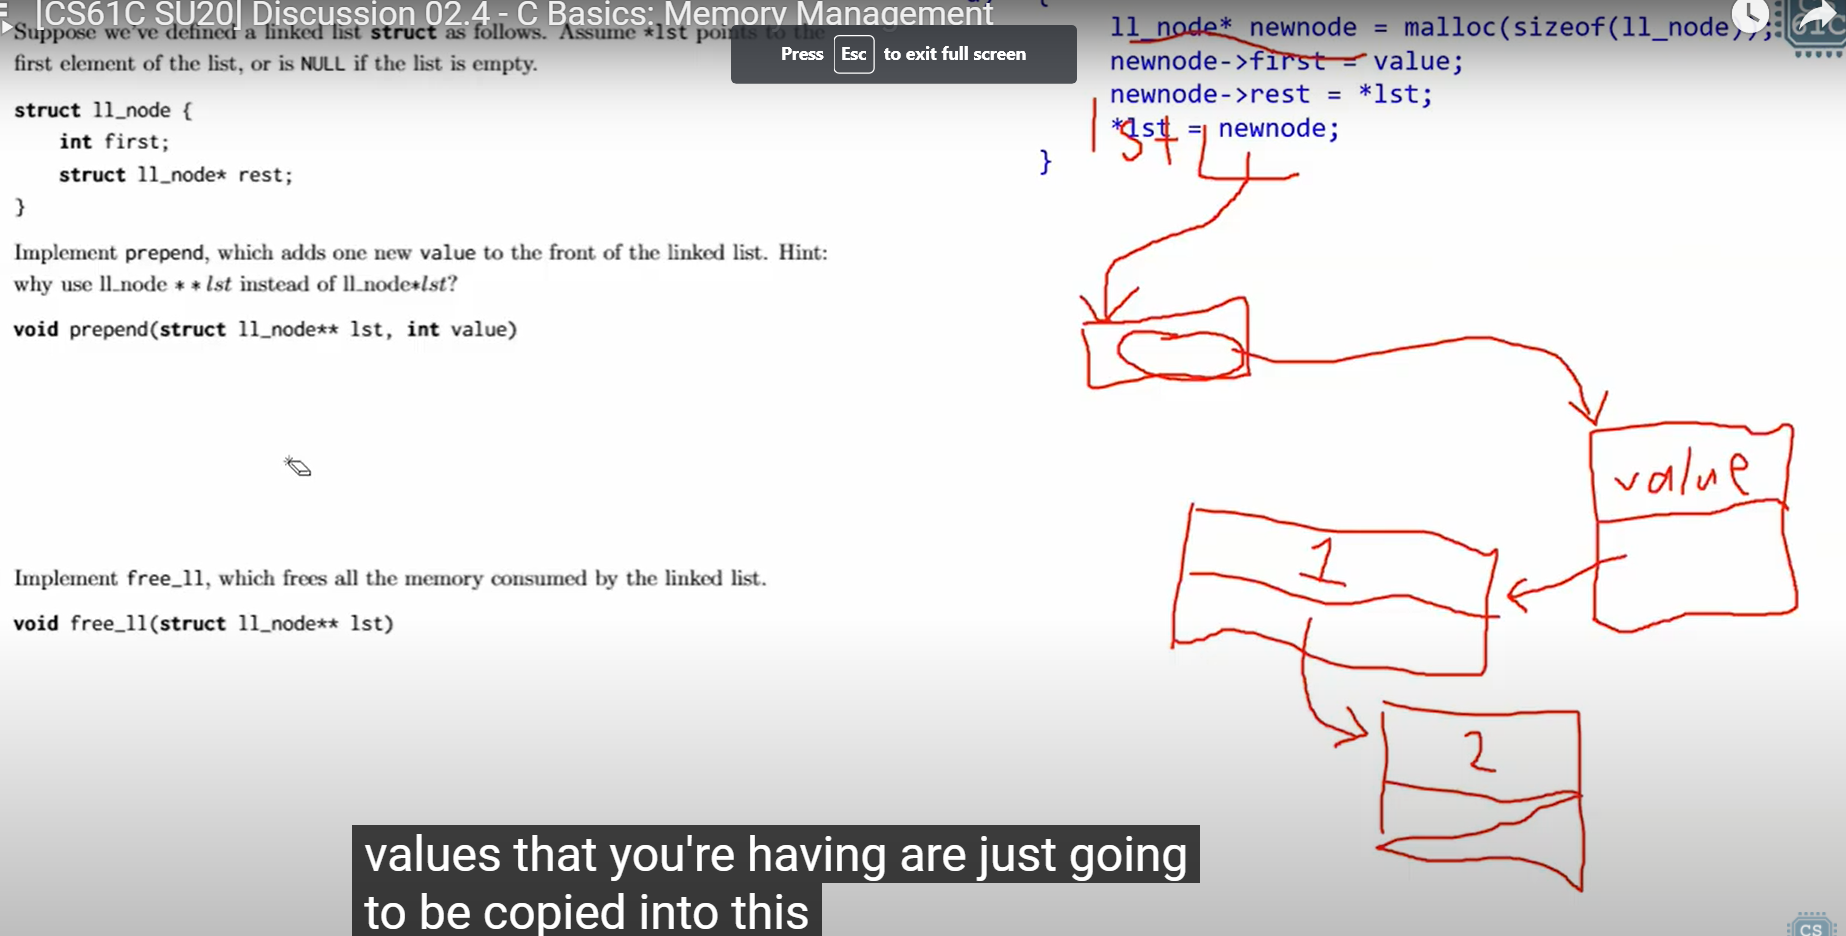 [CS61C SU20] Discussion 02.4 - C Basics: Memory Management
Suppose we've defined a linked list struct as follows. Assume *lst points to the
first element of the list, or is NULL if the list is empty.
struct ll_node {
int first;
struct ll_node* rest;
}
Implement prepend, which adds one new value to the front of the linked list. Hint:
why use ll_node * * lst instead of ll_node*lst?
void prepend(struct ll_node** lst, int value)
Implement free_ll, which frees all the memory consumed by the linked list.
void free_ll(struct ll_node** lst)
Press Esc to exit full screen
{
ll_node* newnode = malloc(sizeof(ll_node));
newnode->first = value;
newnode->rest = *lst;
*lst = newnode;
}
lst
value
1
2
values that you're having are just going
to be copied into this
61C
CS